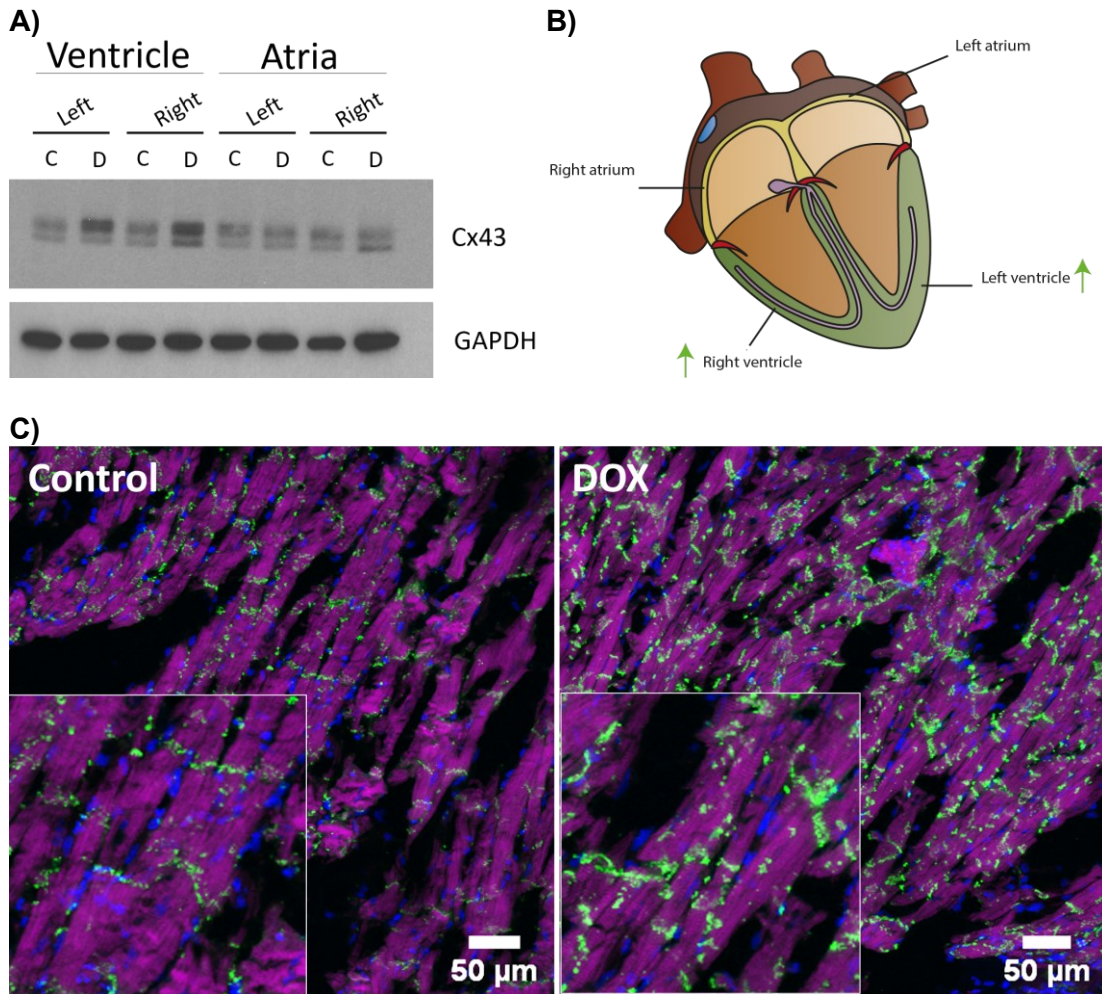 A)
Ventricle Atria
Left Right Left Right
C D C D C D C D
Cx43
GAPDH
B)
Left atrium
Right atrium
Left ventricle
Right ventricle
C)
Control
50 µm
DOX
50 µm